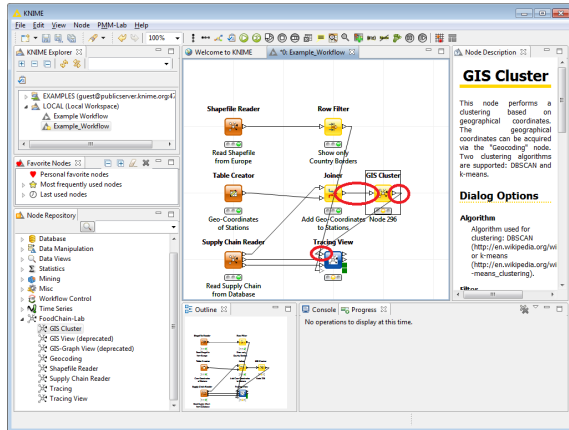 KNIME
File Edit View Node PMM-Lab Help
100%
KNIME Explorer
EXAMPLES (guest@publicserver.knime.org:47
LOCAL (Local Workspace)
Example Workflow
Example_Workflow
Favorite Nodes
Personal favorite nodes
Most frequently used nodes
Last used nodes
Node Repository
Database
Data Manipulation
Data Views
Statistics
Mining
Misc
Workflow Control
Time Series
FoodChain-Lab
GIS Cluster
GIS View (deprecated)
GIS-Graph View (deprecated)
Geocoding
Shapefile Reader
Supply Chain Reader
Tracing
Tracing View
Welcome to KNIME
*0: Example_Workflow
Shapefile Reader
Row Filter
Read Shapefile
from Europe
Show only
Country Borders
Table Creator
Joiner
GIS Cluster
Geo-Coordinates
of Stations
Add Geo-Coordinates
to Stations
Node 296
Supply Chain Reader
Tracing View
Read Supply Chain
from Database
Outline
Console
Progress
No operations to display at this time.
Node Description
GIS Cluster
This node performs a
clustering based on
geographical coordinates.
The geographical
coordinates can be acquired
via the "Geocoding" node.
Two clustering algorithms
are supported: DBSCAN and
k-means.
Dialog Options
Algorithm
Algorithm used for
clustering: DBSCAN
(http://en.wikipedia.org/wi
or k-means
(http://en.wikipedia.org/wi
-means_clustering).